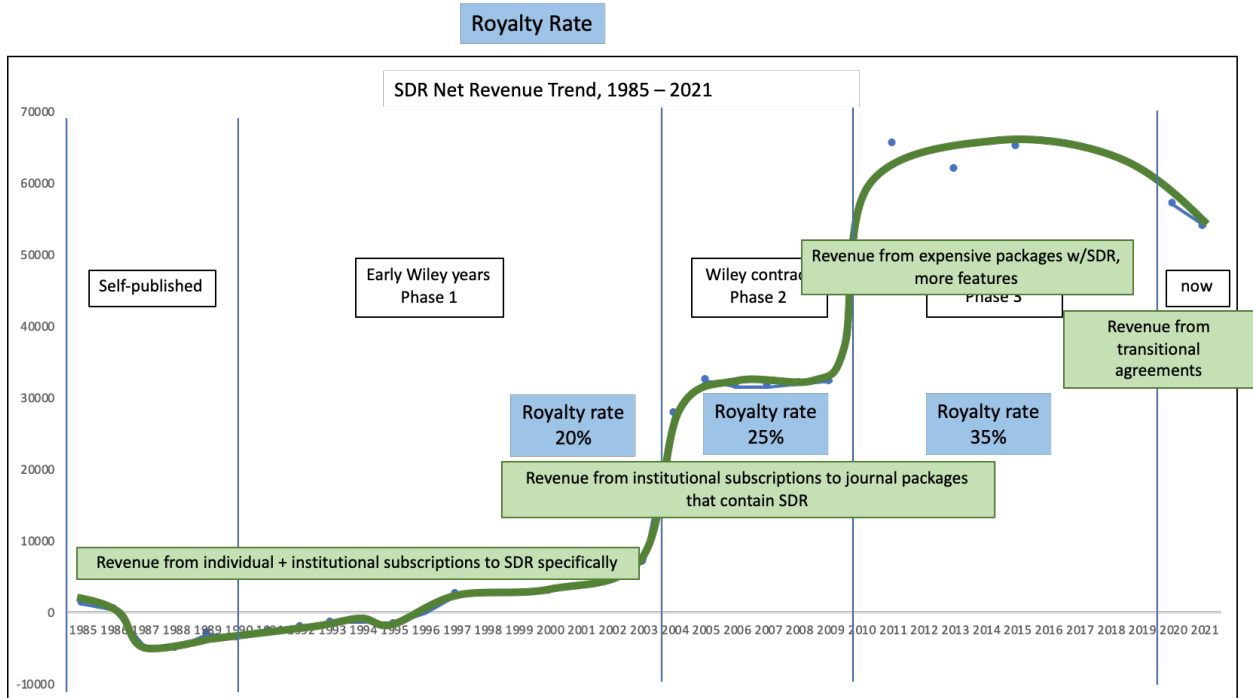 Royalty Rate
SDR Net Revenue Trend, 1985 – 2021
70000
60000
50000
40000
30000
20000
10000
0
-10000
Self-published
Early Wiley years
Phase 1
Wiley contrac
Phase 2
Revenue from expensive packages w/SDR,
more features
Phase 3
now
Revenue from
transitional
agreements
Royalty rate
20%
Royalty rate
25%
Royalty rate
35%
Revenue from institutional subscriptions to journal packages
that contain SDR
Revenue from individual + institutional subscriptions to SDR specifically
1985 1986 1987 1988 1989 1990 1991 1992 1993 1994 1995 1996 1997 1998 1999 2000 2001 2002 2003 2004 2005 2006 2007 2008 2009 2010 2011 2012 2013 2014 2015 2016 2017 2018 2019 2020 2021